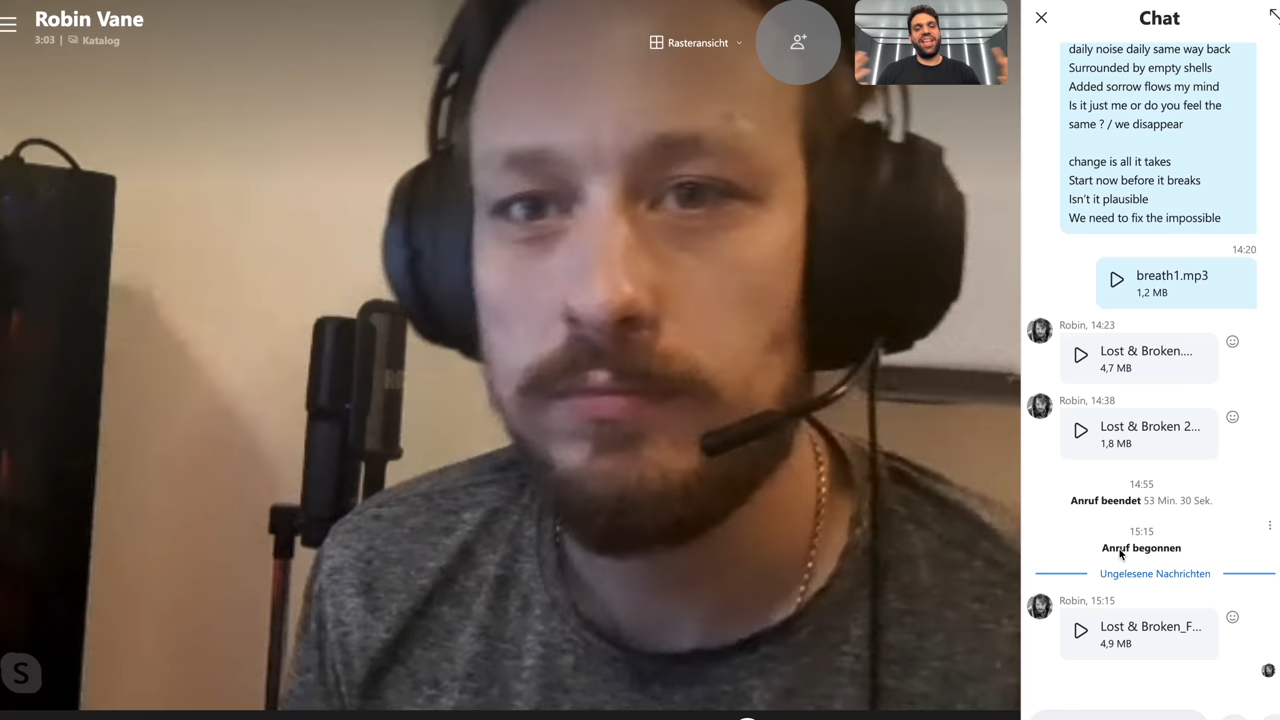 Robin Vane
3:03 | Katalog
Rasteransicht
Chat
daily noise daily same way back
Surrounded by empty shells
Added sorrow flows my mind
Is it just me or do you feel the
same ? / we disappear
change is all it takes
Start now before it breaks
Isn't it plausible
We need to fix the impossible
14:20
breath1.mp3
1,2 MB
Robin, 14:23
Lost & Broken....
4,7 MB
Robin, 14:38
Lost & Broken 2...
1,8 MB
14:55
Anruf beendet 53 Min. 30 Sek.
15:15
Anruf begonnen
Ungelesene Nachrichten
Robin, 15:15
Lost & Broken_F...
4,9 MB
S